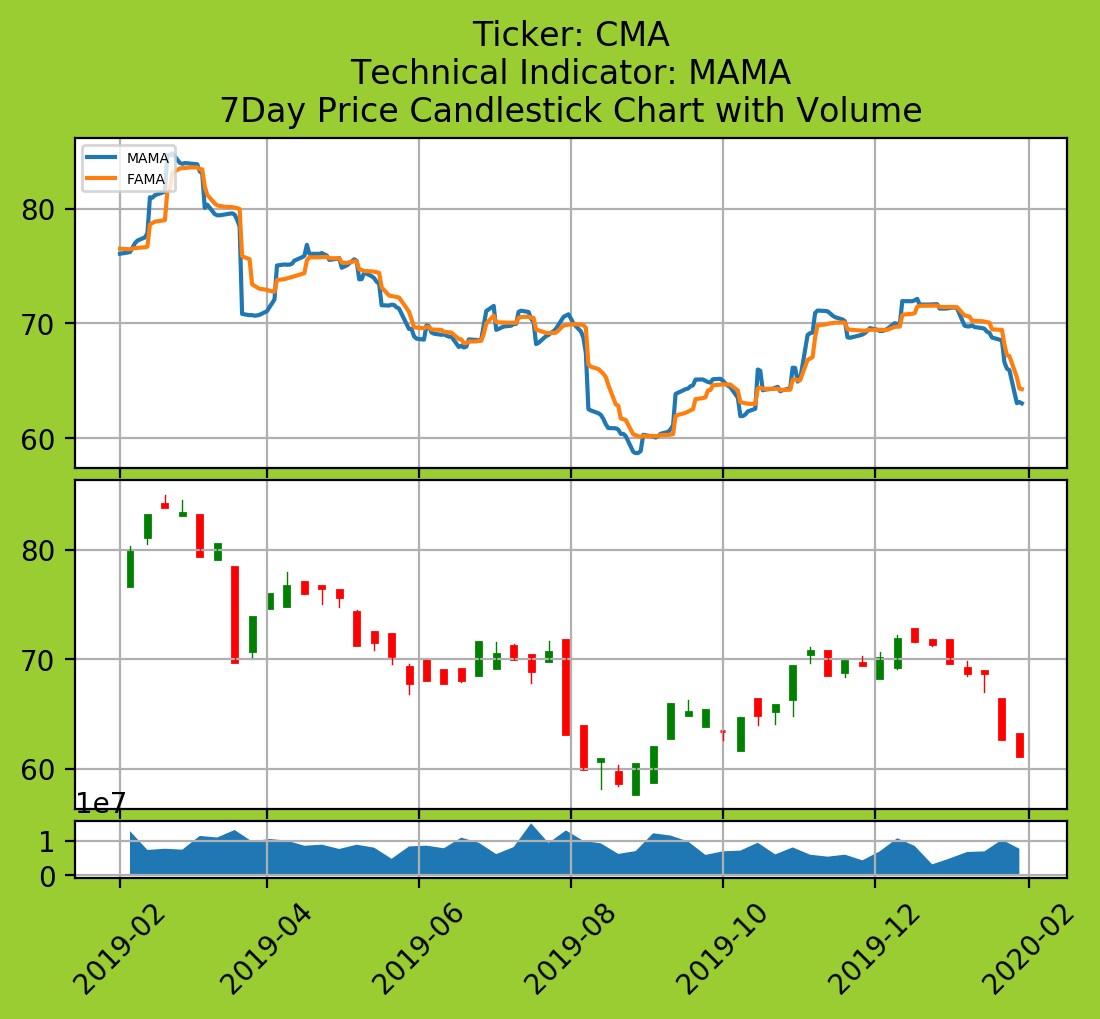 Ticker: CMA
Technical Indicator: MAMA
7Day Price Candlestick Chart with Volume
MAMA
FAMA
80
70
60
80
70
60
1e7
1
0
2019-02
2019-04
2019-06
2019-08
2019-10
2019-12
2020-02